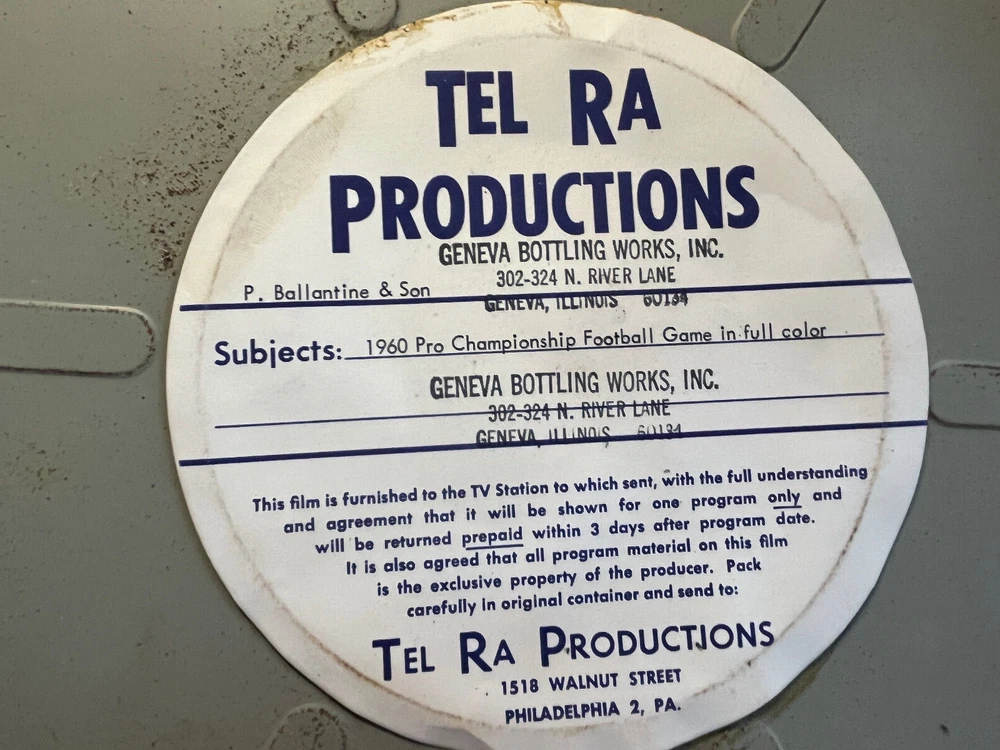 TEL RA
PRODUCTIONS
GENEVA BOTTLING WORKS, INC.
302-324 N. RIVER LANE
P. Ballantine & Son
GENEVA, ILLINOIS 60134
Subjects: 1960 Pro Championship Football Game in full color
GENEVA BOTTLING WORKS, INC.
302-324 N. RIVER LANE
GENEVA, ILLINOIS 60134
This film is furnished to the TV Station to which sent, with the full understanding
and agreement that it will be shown for one program only and
will be returned prepaid within 3 days after program date.
It is also agreed that all program material on this film
is the exclusive property of the producer. Pack
carefully in original container and send to:
TEL RA PRODUCTIONS
1518 WALNUT STREET
PHILADELPHIA 2, PA.